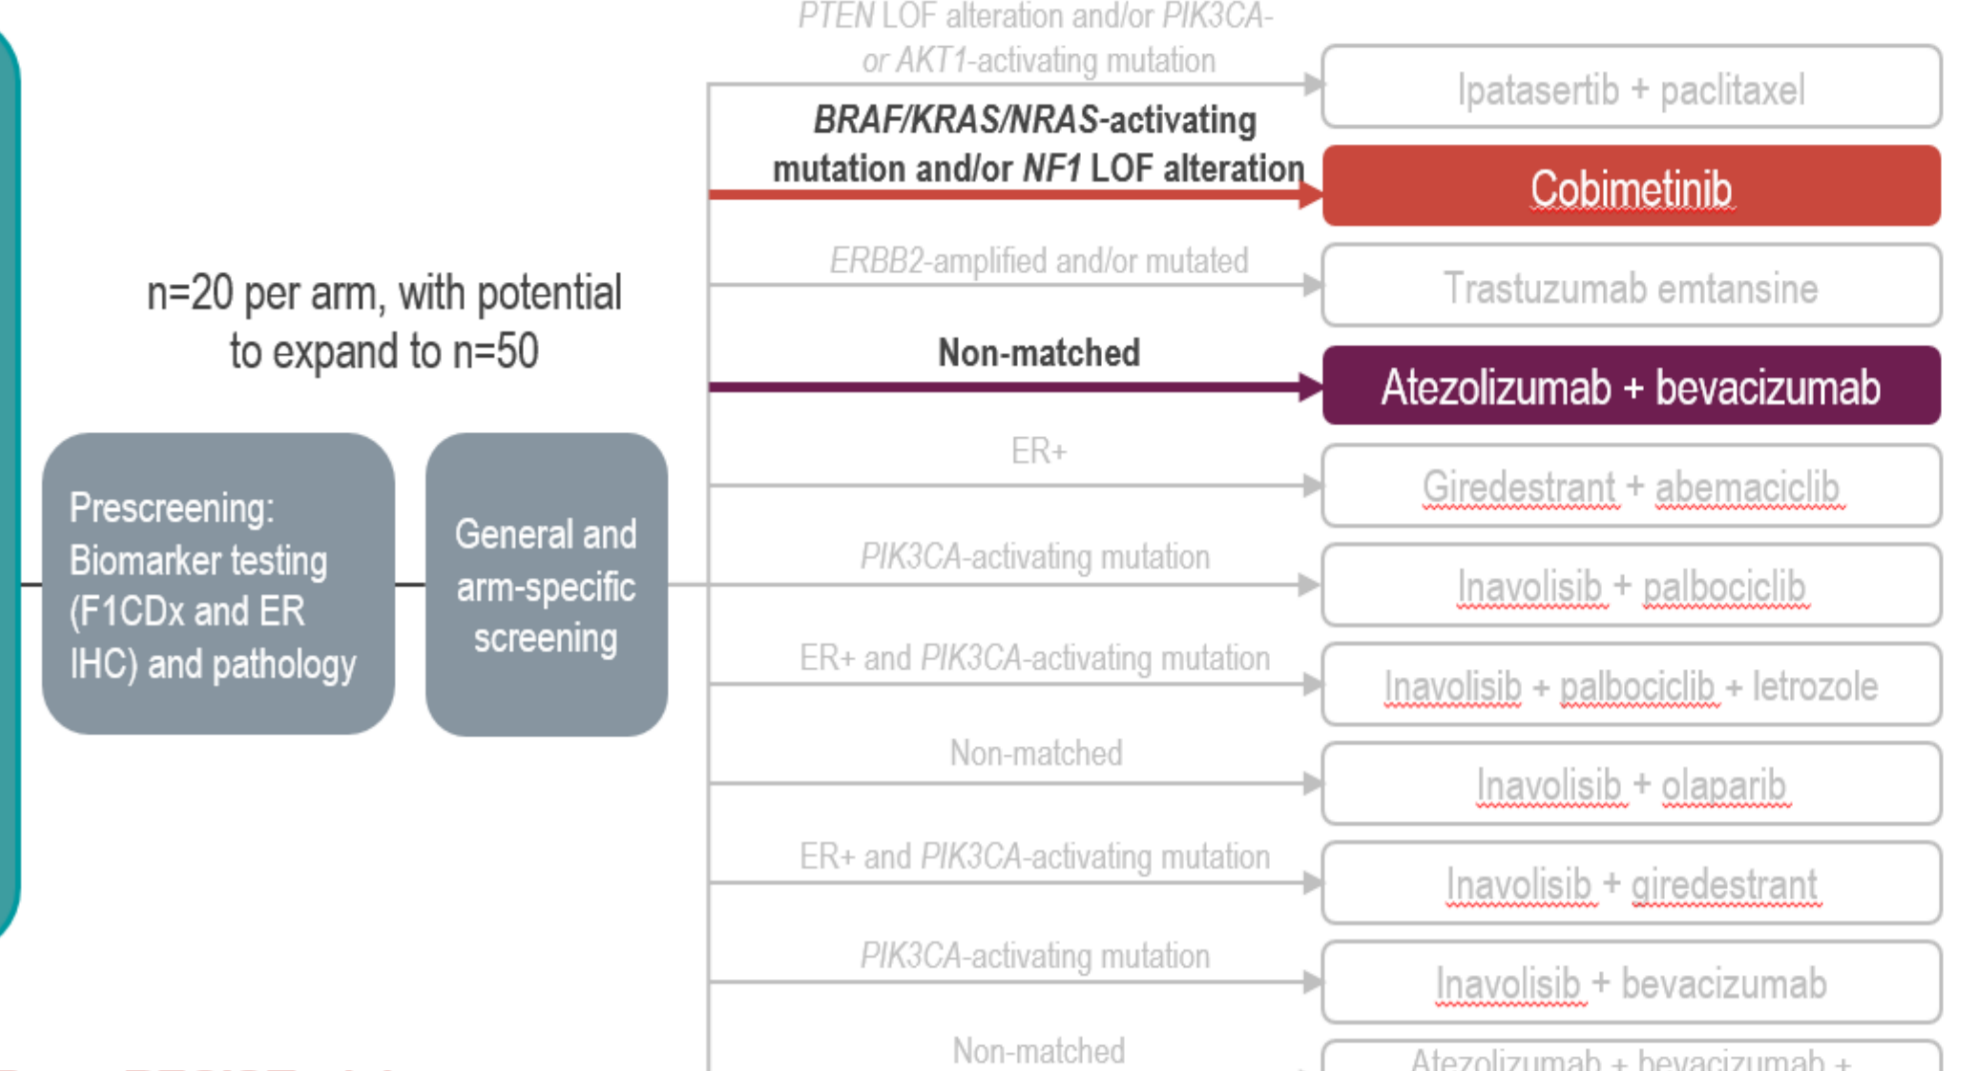 PTEN LOF alteration and/or PIK3CA-
or AKT1-activating mutation
Ipatasertib + paclitaxel
BRAF/KRAS/NRAS-activating
mutation and/or NF1 LOF alteration
Cobimetinib
ERBB2-amplified and/or mutated
Trastuzumab emtansine
n=20 per arm, with potential
to expand to n=50
Non-matched
Atezolizumab + bevacizumab
Prescreening:
Biomarker testing
(F1CDx and ER
IHC) and pathology
General and
arm-specific
screening
ER+
Giredestrant + abemaciclib
PIK3CA-activating mutation
Inavolisib + palbociclib
ER+ and PIK3CA-activating mutation
Inavolisib + palbociclib + letrozole
Non-matched
Inavolisib + olaparib
ER+ and PIK3CA-activating mutation
Inavolisib + giredestrant
PIK3CA-activating mutation
Inavolisib + bevacizumab
Non-matched
Atezolizumab + bevacizumab +